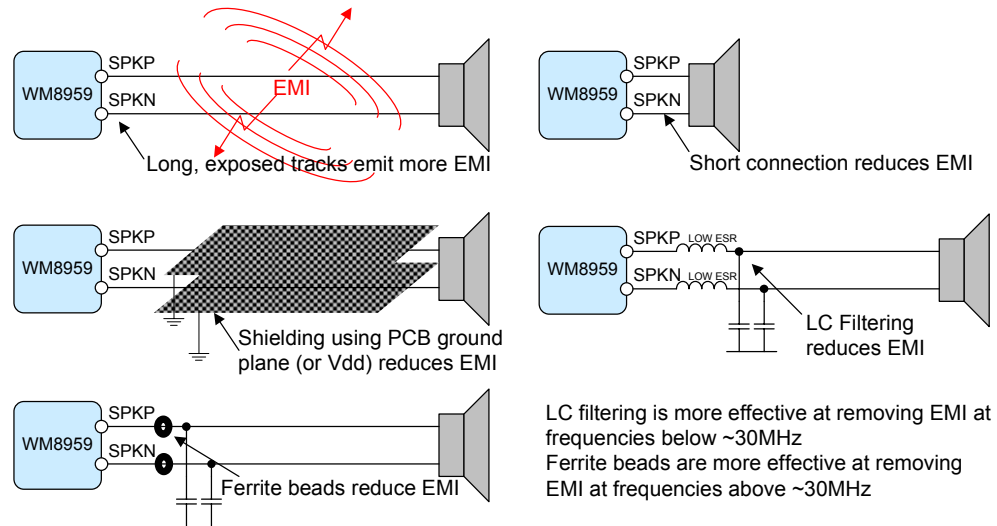 SPKP
WM8959
EMI
SPKN
Long, exposed tracks emit more EMI
SPKP
WM8959
SPKN
Short connection reduces EMI
SPKP
WM8959
SPKN
Shielding using PCB ground
plane (or Vdd) reduces EMI
SPKP LOW ESR
WM8959
SPKN LOW ESR
LC Filtering
reduces EMI
SPKP
WM8959
SPKN
Ferrite beads reduce EMI
LC filtering is more effective at removing EMI at
frequencies below ~30MHz
Ferrite beads are more effective at removing
EMI at frequencies above ~30MHz